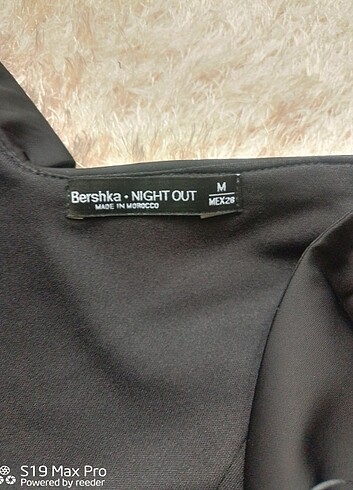 Bershka • NIGHT OUT
MADE IN MOROCCO
M
MEX28
S19 Max Pro
Powered by reeder